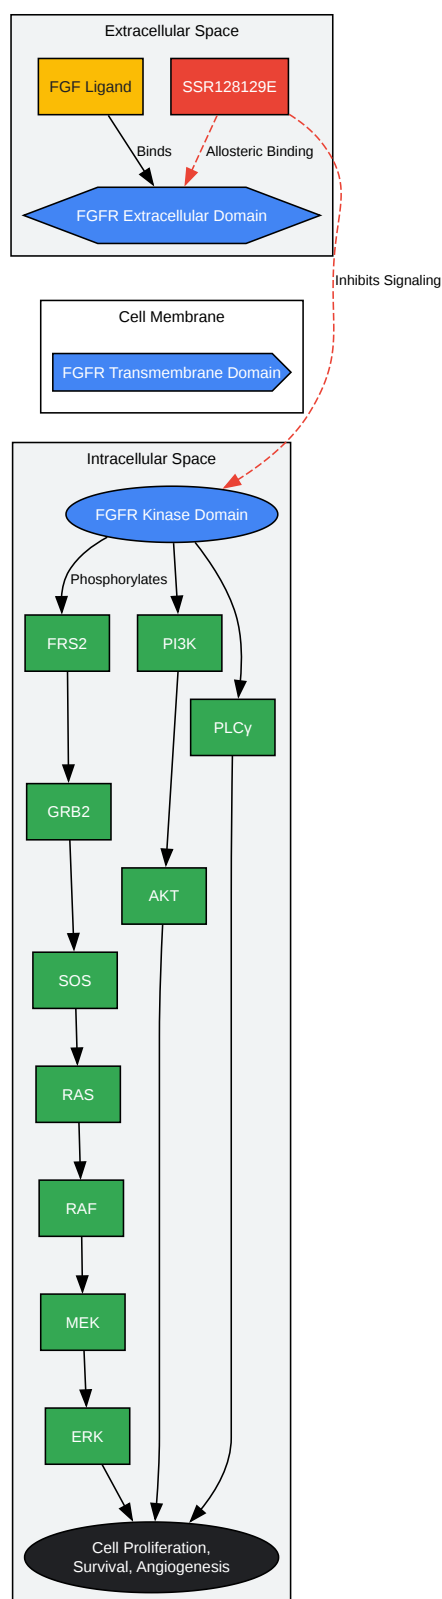 Extracellular Space
FGF Ligand
SSR128129E
Binds
Allosteric Binding
FGFR Extracellular Domain
Inhibits Signaling
Cell Membrane
FGFR Transmembrane Domain
Intracellular Space
FGFR Kinase Domain
Phosphorylates
FRS2
PI3K
PLCγ
GRB2
AKT
SOS
RAS
RAF
MEK
ERK
Cell Proliferation,
Survival, Angiogenesis